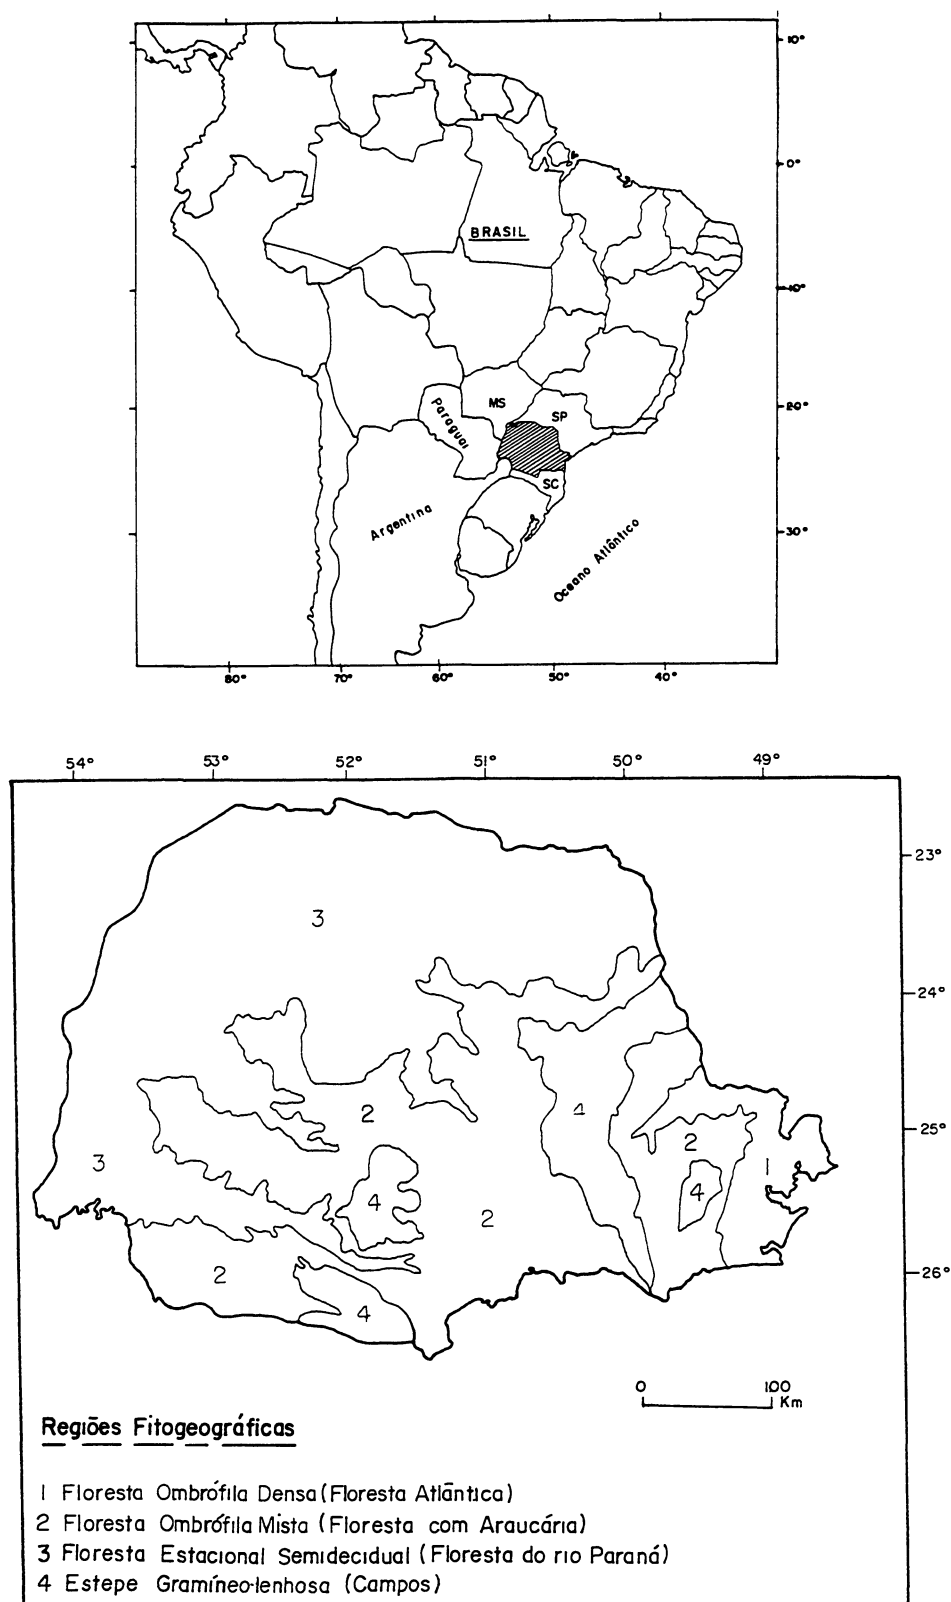 10°
0°
BRASIL
10°
Paraguai
MS
SP
20°
SC
Argentina
Oceano Atlântico
30°
80° 70° 60° 50° 40°
54° 53° 52° 51° 50° 49°
23°
3
24°
2
4
25°
2
3
1
4
4
2
2
26°
4
0 100
Km
Regiões Fitogeográficas
1 Floresta Ombrófila Densa (Floresta Atlântica)
2 Floresta Ombrófila Mista (Floresta com Araucária)
3 Floresta Estacional Semidecidual (Floresta do rio Paraná)
4 Estepe Gramíneo-lenhosa (Campos)